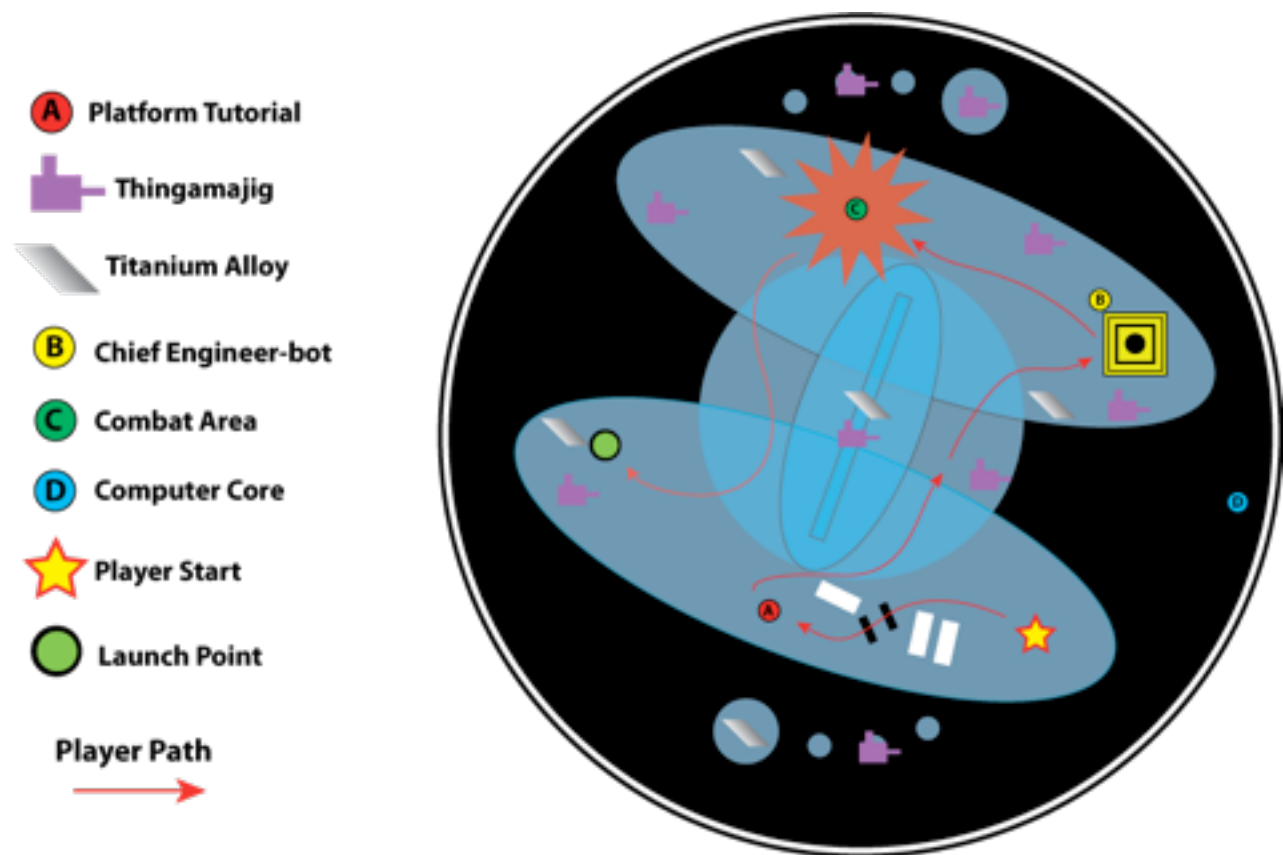 A Platform Tutorial
Thingamajig
Titanium Alloy
B Chief Engineer-bot
C Combat Area
D Computer Core
Player Start
Launch Point
Player Path
C
B
D
A